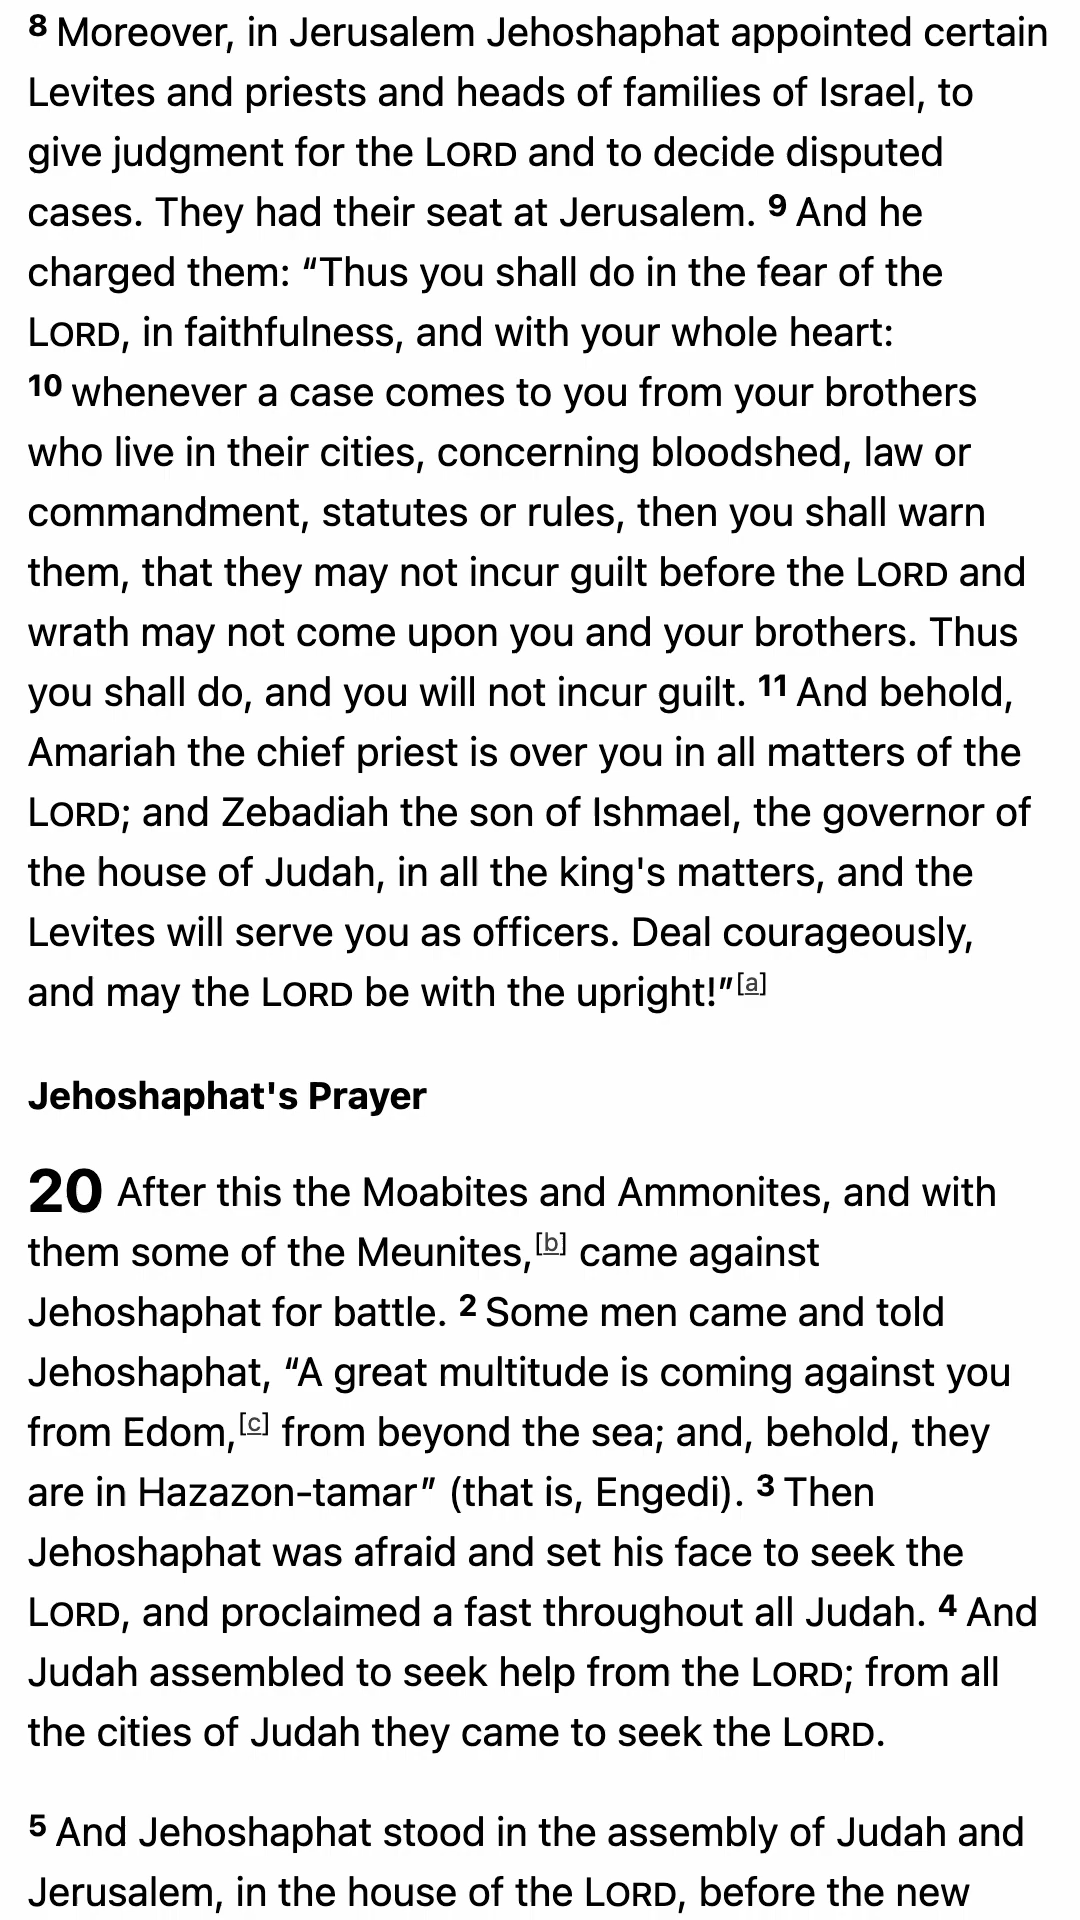 8 Moreover, in Jerusalem Jehoshaphat appointed certain
Levites and priests and heads of families of Israel, to
give judgment for the LORD and to decide disputed
cases. They had their seat at Jerusalem. 9 And he
charged them: “Thus you shall do in the fear of the
LORD, in faithfulness, and with your whole heart:
10 whenever a case comes to you from your brothers
who live in their cities, concerning bloodshed, law or
commandment, statutes or rules, then you shall warn
them, that they may not incur guilt before the LORD and
wrath may not come upon you and your brothers. Thus
you shall do, and you will not incur guilt. 11 And behold,
Amariah the chief priest is over you in all matters of the
LORD; and Zebadiah the son of Ishmael, the governor of
the house of Judah, in all the king's matters, and the
Levites will serve you as officers. Deal courageously,
and may the LORD be with the upright!”[a]
Jehoshaphat's Prayer
20 After this the Moabites and Ammonites, and with
them some of the Meunites,[b] came against
Jehoshaphat for battle. 2 Some men came and told
Jehoshaphat, “A great multitude is coming against you
from Edom,[c] from beyond the sea; and, behold, they
are in Hazazon-tamar” (that is, Engedi). 3 Then
Jehoshaphat was afraid and set his face to seek the
LORD, and proclaimed a fast throughout all Judah. 4 And
Judah assembled to seek help from the LORD; from all
the cities of Judah they came to seek the LORD.
5 And Jehoshaphat stood in the assembly of Judah and
Jerusalem, in the house of the LORD, before the new